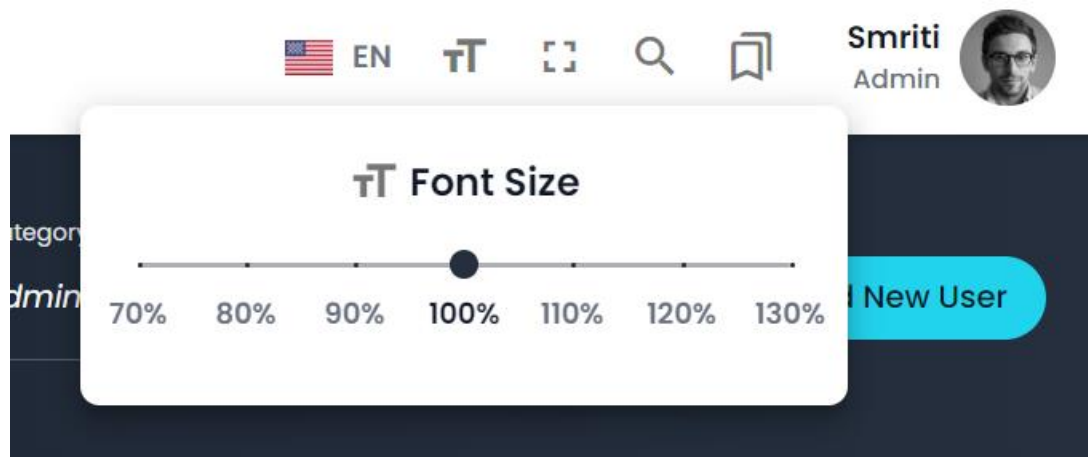 EN
Smriti
Admin
Font Size
70% 80% 90% 100% 110% 120% 130%
New User